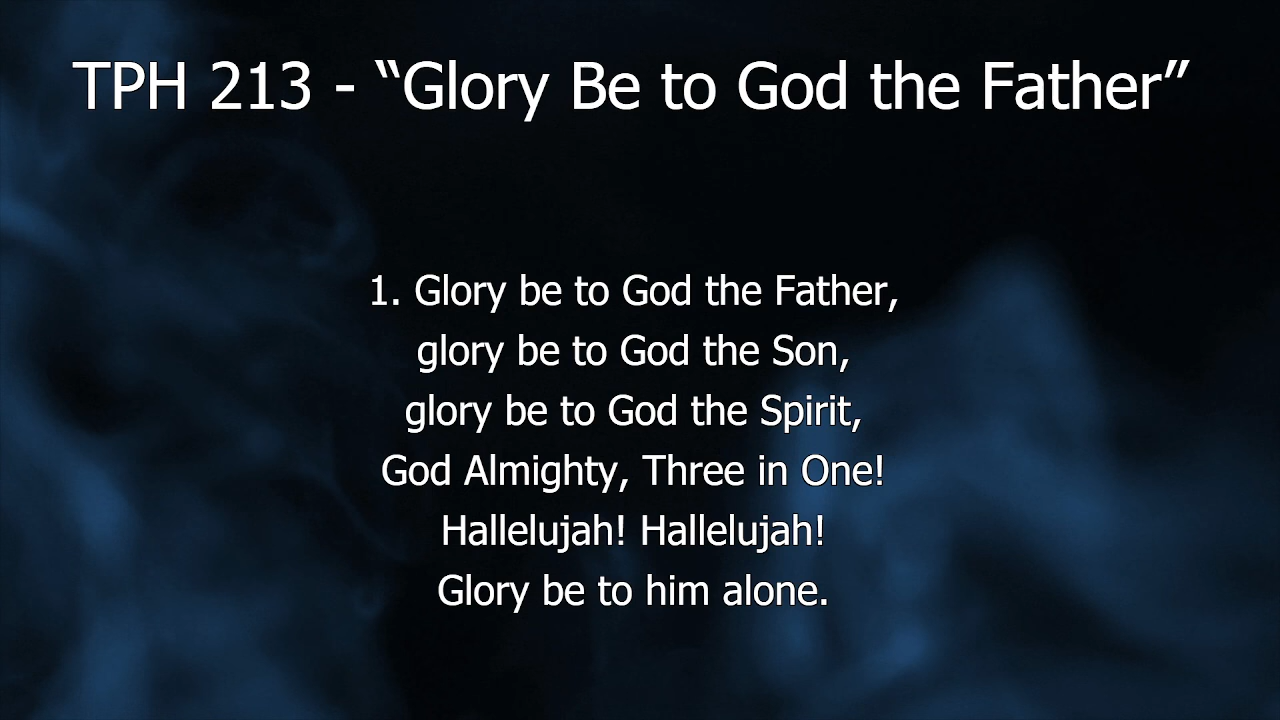 TPH 213 - “Glory Be to God the Father”
1. Glory be to God the Father,
glory be to God the Son,
glory be to God the Spirit,
God Almighty, Three in One!
Hallelujah! Hallelujah!
Glory be to him alone.